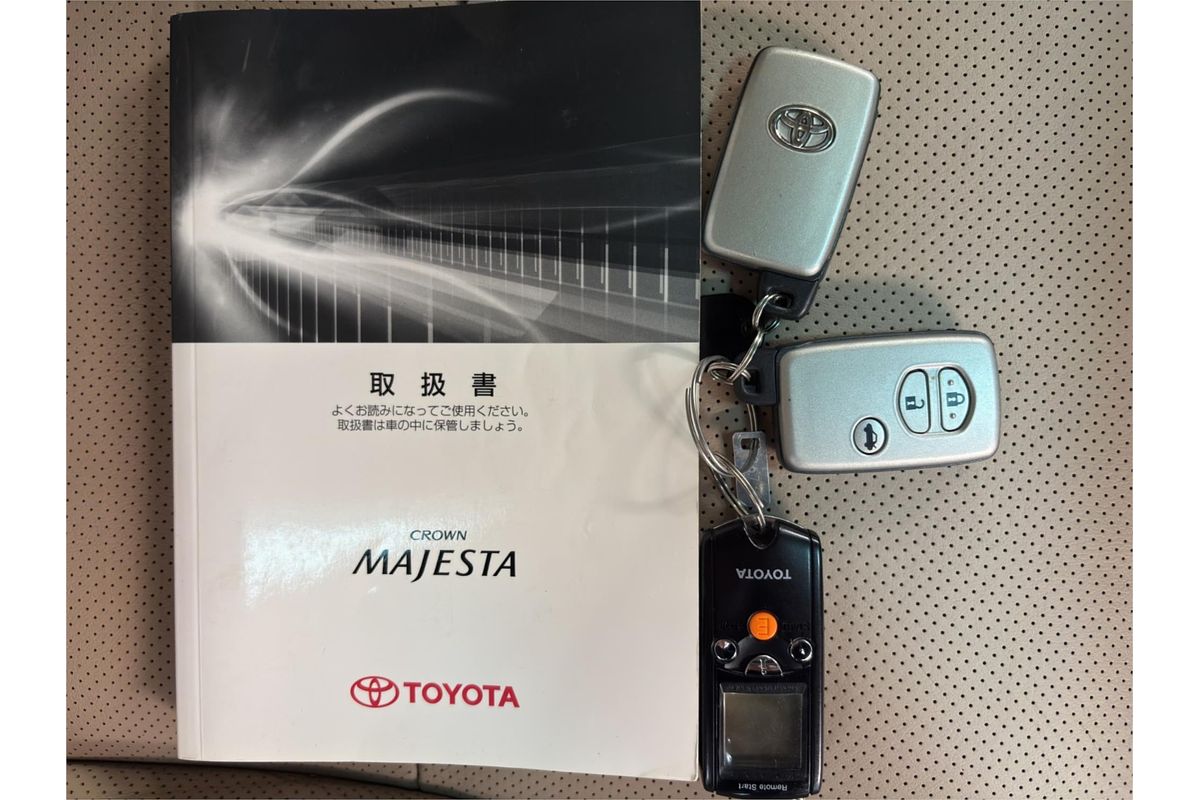 取扱書
よくお読みになってご使用ください。
取扱書は車の中に保管しましょう。
CROWN
MAJESTA
TOYOTA
TOYOTA
E
Remote Start